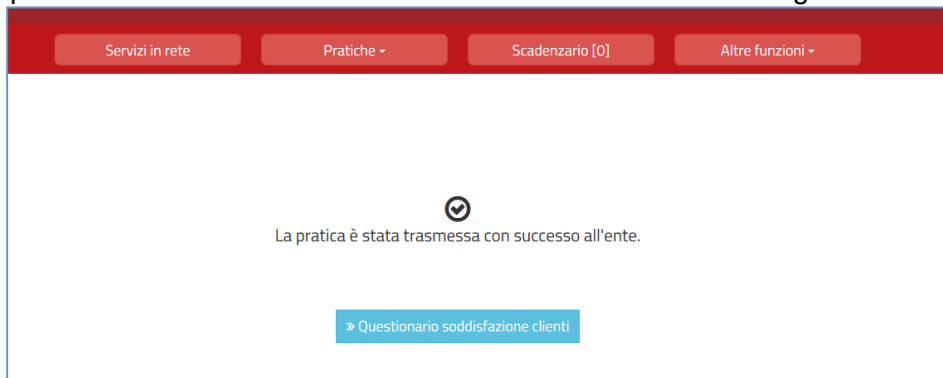 Servizi in rete
Pratiche
Scadenzario [0]
Altre funzioni
La pratica è stata trasmessa con successo all'ente.
» Questionario soddisfazione clienti